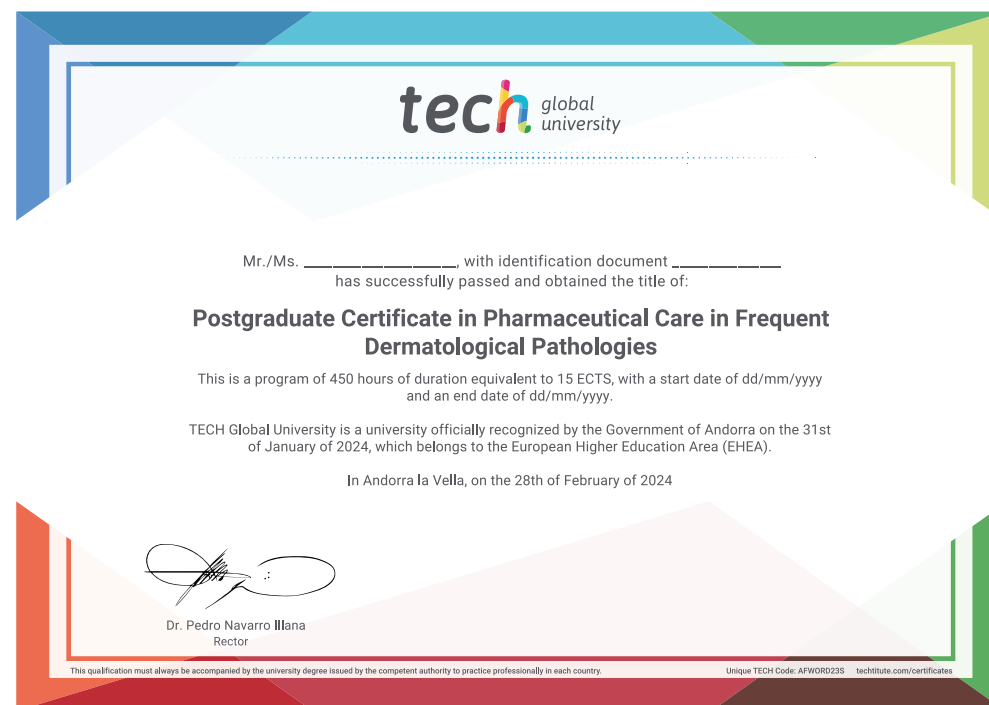 tech global
university
Mr./Ms. ____________________, with identification document ______________
has successfully passed and obtained the title of:
Postgraduate Certificate in Pharmaceutical Care in Frequent
Dermatological Pathologies
This is a program of 450 hours of duration equivalent to 15 ECTS, with a start date of dd/mm/yyyy
and an end date of dd/mm/yyyy.
TECH Global University is a university officially recognized by the Government of Andorra on the 31st
of January of 2024, which belongs to the European Higher Education Area (EHEA).
In Andorra la Vella, on the 28th of February of 2024
Dr. Pedro Navarro Illana
Rector
This qualification must always be accompanied by the university degree issued by the competent authority to practice professionally in each country.
Unique TECH Code: AFWORD23S techtitute.com/certificates